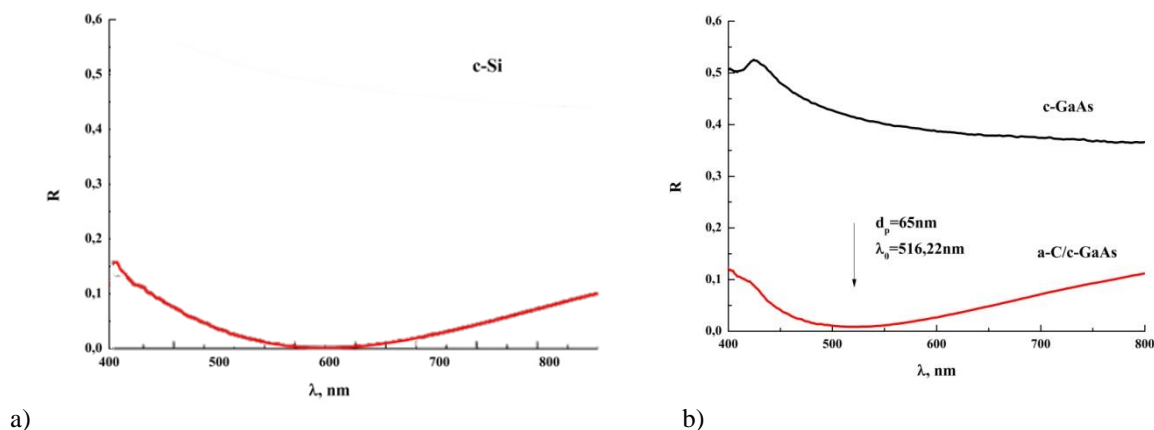 0,6
0,5
0,4
0,3
0,2
0,1
0,0
R
c-Si
400 500 600 700 800
λ, nm
a)
0,6
0,5
0,4
0,3
0,2
0,1
0,0
R
c-GaAs
d_p=65nm
λ_0=516,22nm
a-C/c-GaAs
400 500 600 700 800
λ, nm
b)